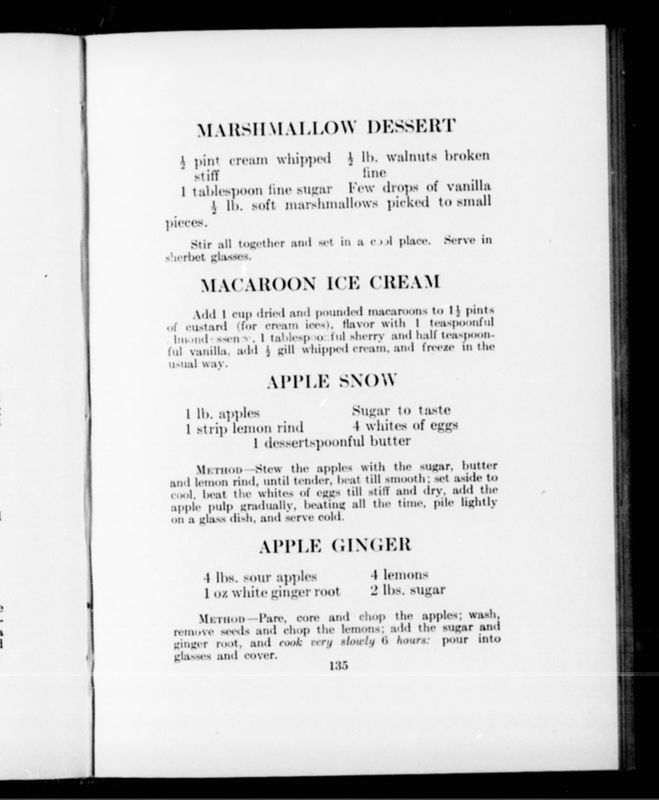 MARSHMALLOW DESSERT
½ pint cream whipped stiff
½ lb. walnuts broken fine
1 tablespoon fine sugar
Few drops of vanilla
½ lb. soft marshmallows picked to small
pieces.
Stir all together and set in a cool place. Serve in
sherbet glasses.
MACAROON ICE CREAM
Add 1 cup dried and pounded macaroons to 1½ pints
of custard (for cream ices), flavor with 1 teaspoonful
almond essence, 1 tablespoonful sherry and half teaspoon-
ful vanilla, add ½ gill whipped cream, and freeze in the
usual way.
APPLE SNOW
1 lb. apples
Sugar to taste
1 strip lemon rind
4 whites of eggs
1 dessertspoonful butter
METHOD—Stew the apples with the sugar, butter
and lemon rind, until tender, beat till smooth; set aside to
cool, beat the whites of eggs till stiff and dry, add the
apple pulp gradually, beating all the time, pile lightly
on a glass dish, and serve cold.
APPLE GINGER
4 lbs. sour apples
4 lemons
1 oz white ginger root
2 lbs. sugar
METHOD—Pare, core and chop the apples; wash,
remove seeds and chop the lemons; add the sugar and
ginger root, and cook very slowly 6 hours: pour into
glasses and cover.
135